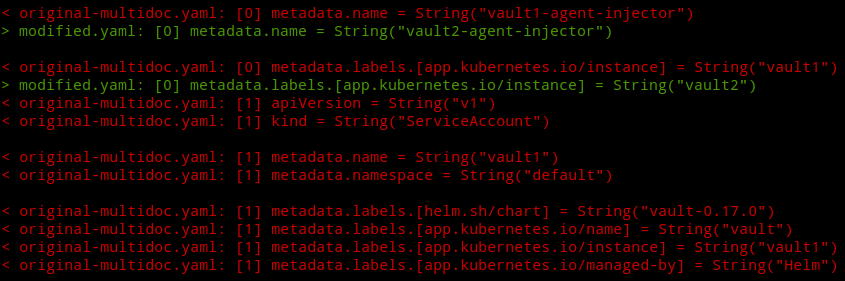 < original-multidoc.yaml: [0] metadata.name = String("vault1-agent-injector")
> modified.yaml: [0] metadata.name = String("vault2-agent-injector")
< original-multidoc.yaml: [0] metadata.labels.[app.kubernetes.io/instance] = String("vault1")
> modified.yaml: [0] metadata.labels.[app.kubernetes.io/instance] = String("vault2")
< original-multidoc.yaml: [1] apiVersion = String("v1")
< original-multidoc.yaml: [1] kind = String("ServiceAccount")
< original-multidoc.yaml: [1] metadata.name = String("vault1")
< original-multidoc.yaml: [1] metadata.namespace = String("default")
< original-multidoc.yaml: [1] metadata.labels.[helm.sh/chart] = String("vault-0.17.0")
< original-multidoc.yaml: [1] metadata.labels.[app.kubernetes.io/name] = String("vault")
< original-multidoc.yaml: [1] metadata.labels.[app.kubernetes.io/instance] = String("vault1")
< original-multidoc.yaml: [1] metadata.labels.[app.kubernetes.io/managed-by] = String("Helm")